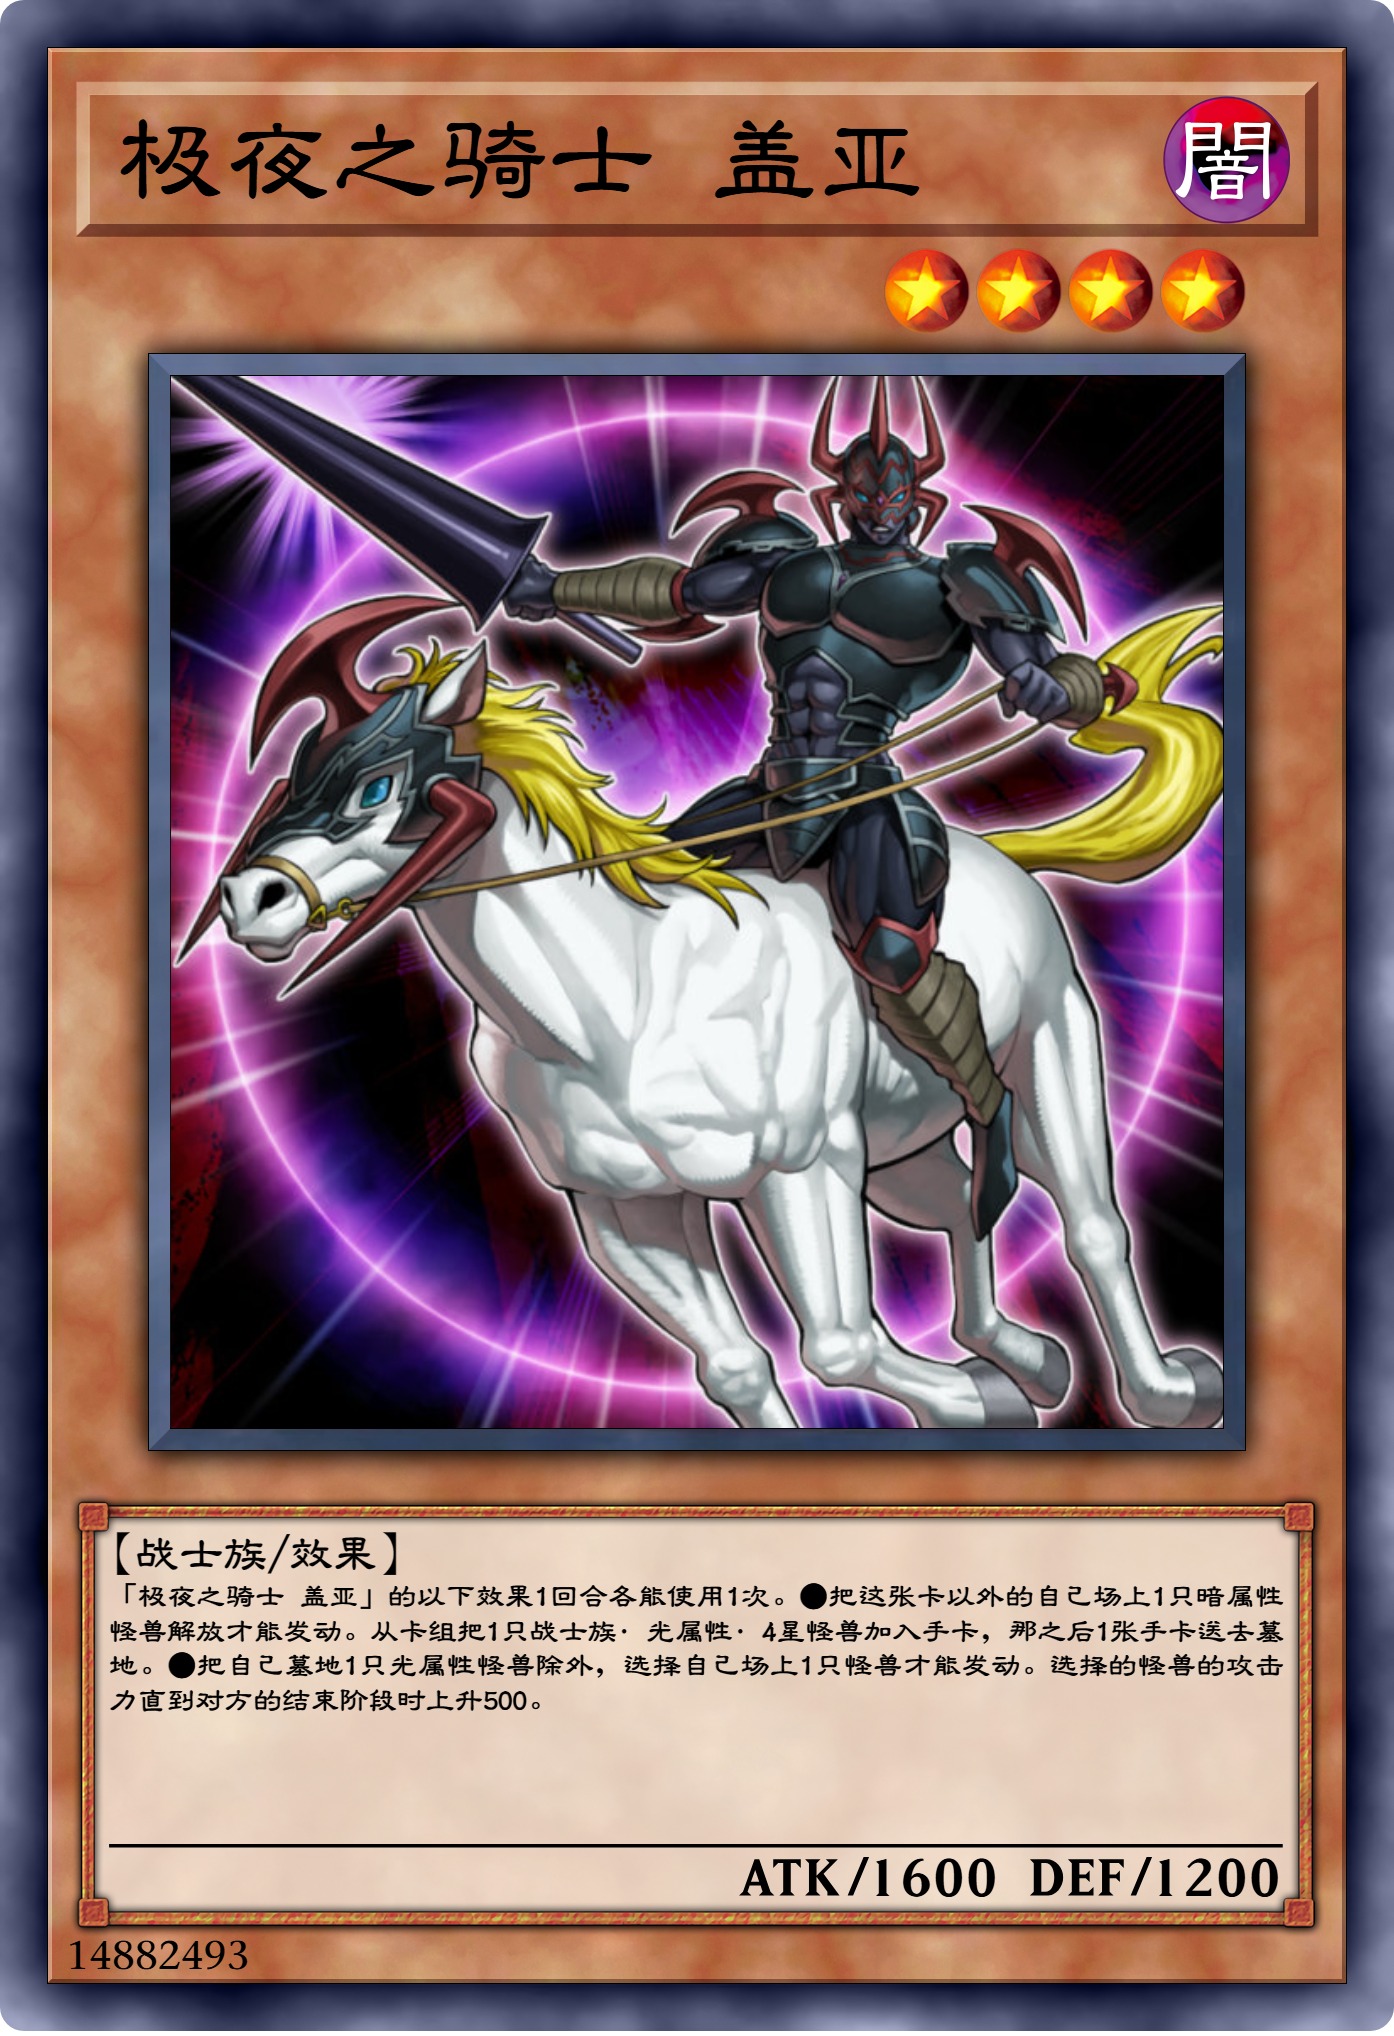 极夜之骑士 盖亚
闇
【战士族/效果】
「极夜之骑士 盖亚」的以下效果1回合各能使用1次。●把这张卡以外的自己场上1只暗属性
怪兽解放才能发动。从卡组把1只战士族·光属性·4星怪兽加入手卡，那之后1张手卡送去墓
地。●把自己墓地1只光属性怪兽除外，选择自己场上1只怪兽才能发动。选择的怪兽的攻击
力直到对方的结束阶段时上升500。
ATK/1600 DEF/1200
14882493